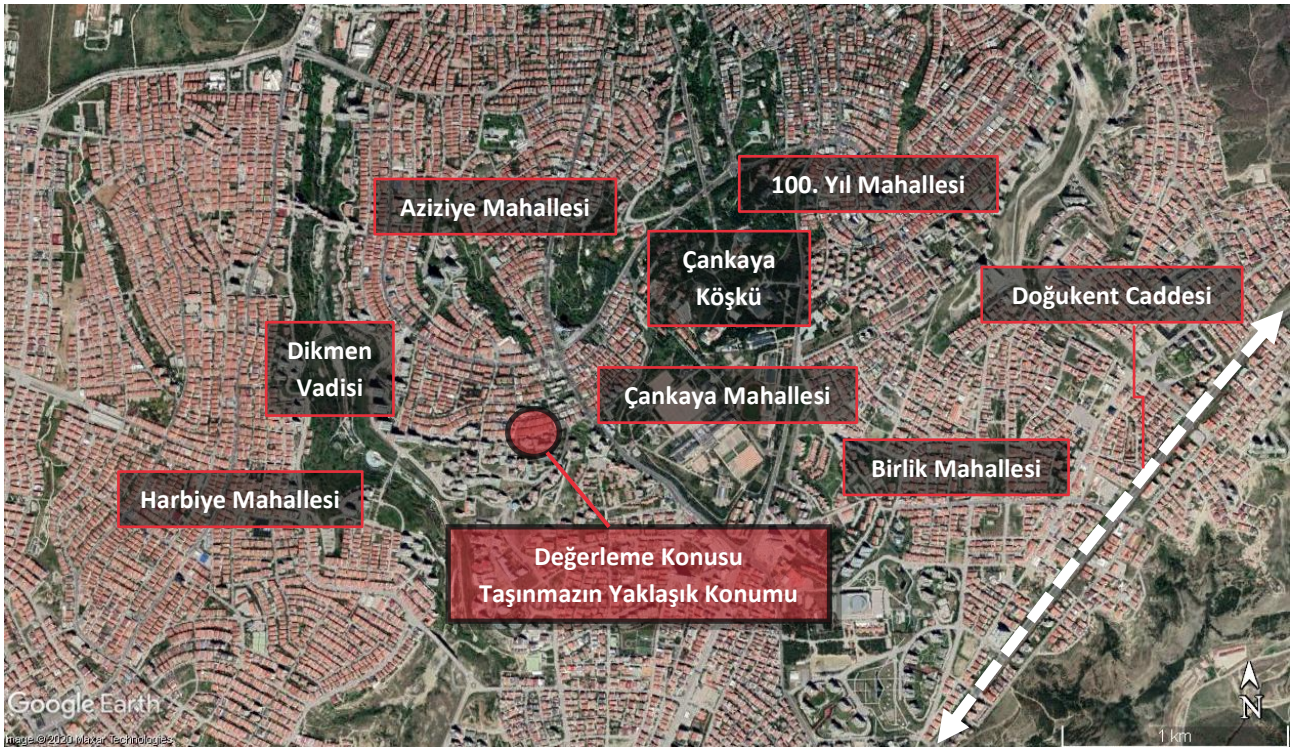 100. Yıl Mahallesi
Aziziye Mahallesi
Çankaya
Köşkü
Doğukent Caddesi
Dikmen
Vadisi
Çankaya Mahallesi
Birlik Mahallesi
Harbiye Mahallesi
Değerleme Konusu
Taşınmazın Yaklaşık Konumu
N
Google Earth
Image © 2020 Maxar Technologies
1 km